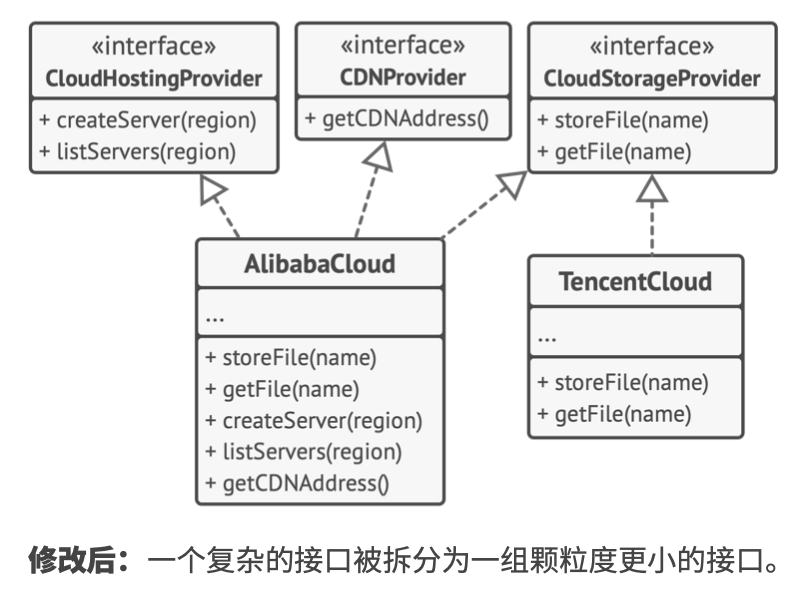 «interface»
CloudHostingProvider
+ createServer(region)
+ listServers(region)
«interface»
CDNProvider
+ getCDNAddress()
«interface»
CloudStorageProvider
+ storeFile(name)
+ getFile(name)
AlibabaCloud
...
+ storeFile(name)
+ getFile(name)
+ createServer(region)
+ listServers(region)
+ getCDNAddress()
TencentCloud
...
+ storeFile(name)
+ getFile(name)
修改后：一个复杂的接口被拆分为一组颗粒度更小的接口。